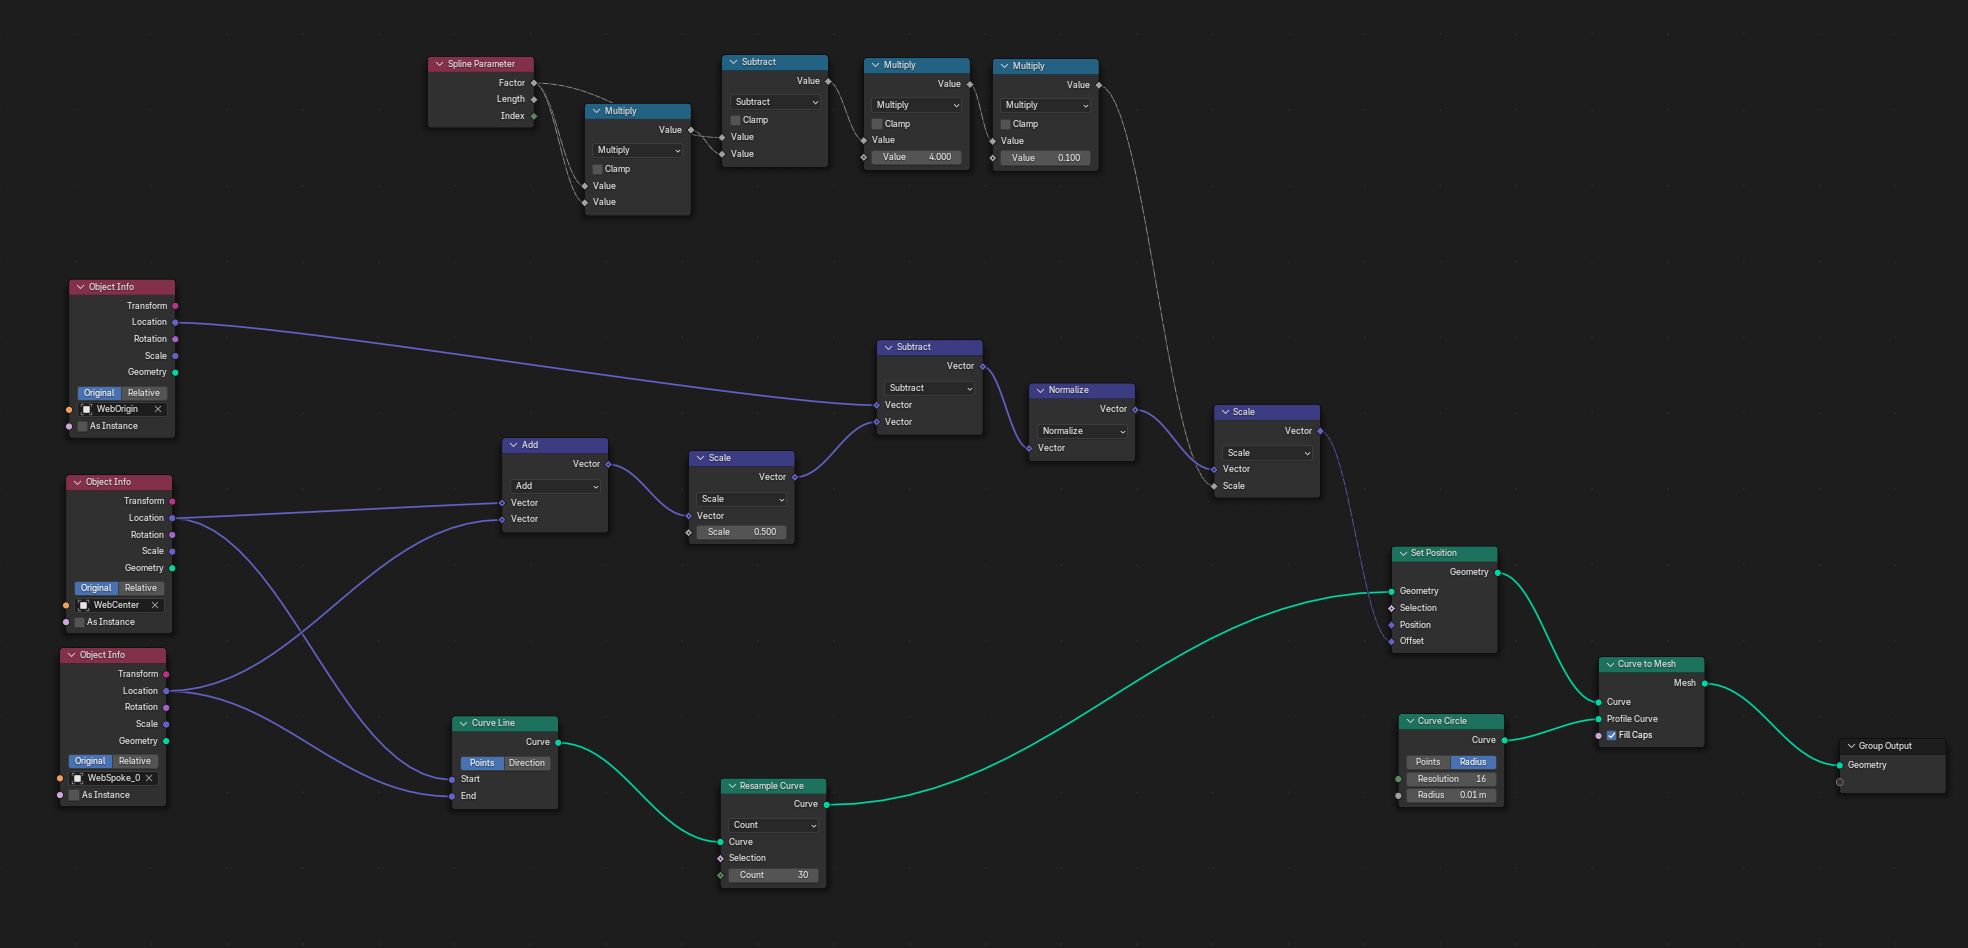 Spline Parameter
Factor
Length
Index
Multiply
Value
Multiply
Clamp
Value
Value
Subtract
Value
Subtract
Clamp
Value
Value
Multiply
Value
Multiply
Clamp
Value
Value 4.000
Multiply
Value
Multiply
Clamp
Value
Value 0.100
Object Info
Transform
Location
Rotation
Scale
Geometry
Original Relative
WebOrigin
As Instance
Object Info
Transform
Location
Rotation
Scale
Geometry
Original Relative
WebCenter
As Instance
Object Info
Transform
Location
Rotation
Scale
Geometry
Original Relative
WebSpoke_0
As Instance
Add
Vector
Add
Vector
Vector
Scale
Vector
Scale
Vector
Scale 0.500
Subtract
Vector
Subtract
Vector
Vector
Normalize
Vector
Normalize
Vector
Scale
Vector
Scale
Vector
Scale
Curve Line
Curve
Points Direction
Start
End
Resample Curve
Curve
Count
Curve
Selection
Count 30
Set Position
Geometry
Geometry
Selection
Position
Offset
Curve Circle
Curve
Points Radius
Resolution 16
Radius 0.01 m
Curve to Mesh
Mesh
Curve
Profile Curve
Fill Caps
Group Output
Geometry